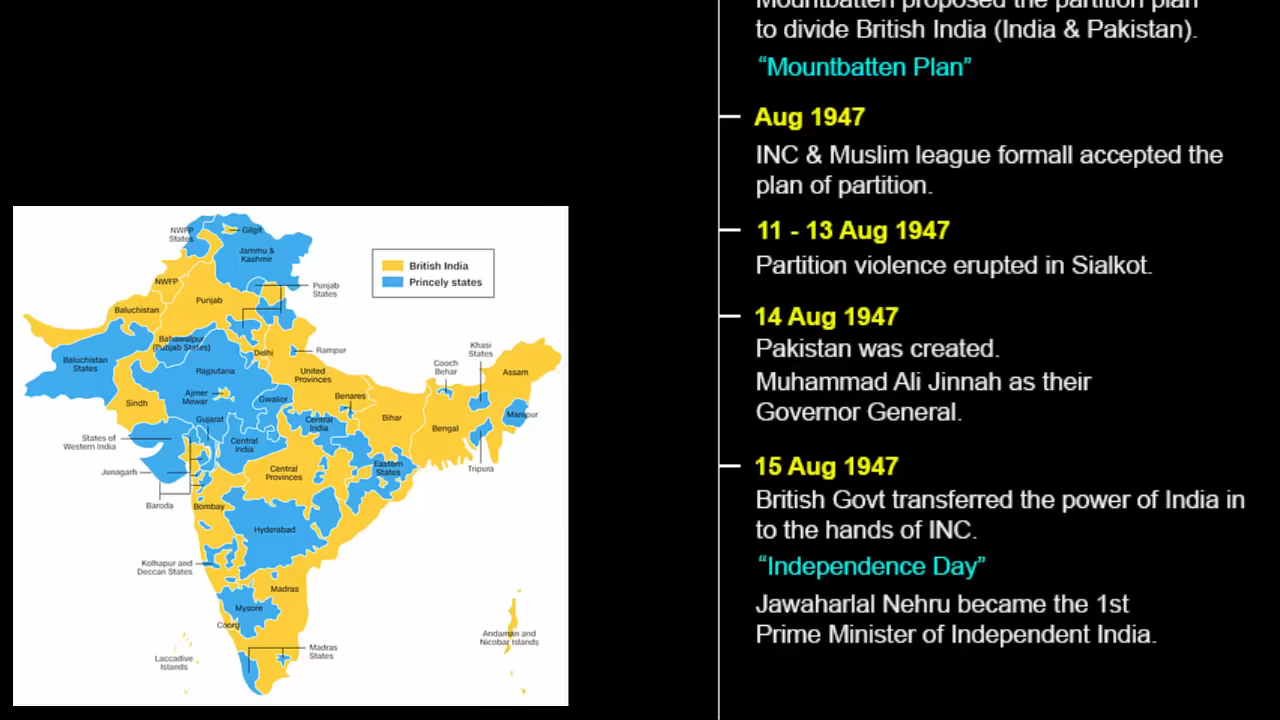 Mountbatten proposed the partition plan
to divide British India (India & Pakistan).
“Mountbatten Plan”
Aug 1947
INC & Muslim league formall accepted the
plan of partition.
11 - 13 Aug 1947
Partition violence erupted in Sialkot.
14 Aug 1947
Pakistan was created.
Muhammad Ali Jinnah as their
Governor General.
15 Aug 1947
British Govt transferred the power of India in
to the hands of INC.
“Independence Day”
Jawaharlal Nehru became the 1st
Prime Minister of Independent India.
British India
Princely states
NWFP
States
Gilgit
Jammu &
Kashmir
NWFP
Punjab
Punjab
States
Baluchistan
Bahawalpur
(Pubjab States)
Delhi
Rampur
Baluchistan
States
Rajputana
United
Provinces
Cooch
Behar
Khasi
States
Assam
Sindh
Ajmer
Mewar
Gwalior
Benares
Bihar
Manipur
Gujarat
Central
India
Bengal
States of
Western India
Central
India
Junagarh
Central
Provinces
Eastern
States
Tripura
Baroda
Bombay
Hyderabad
Kolhapur and
Deccan States
Madras
Mysore
Coorg
Madras
States
Laccadive
Islands
Andaman and
Nicobar Islands